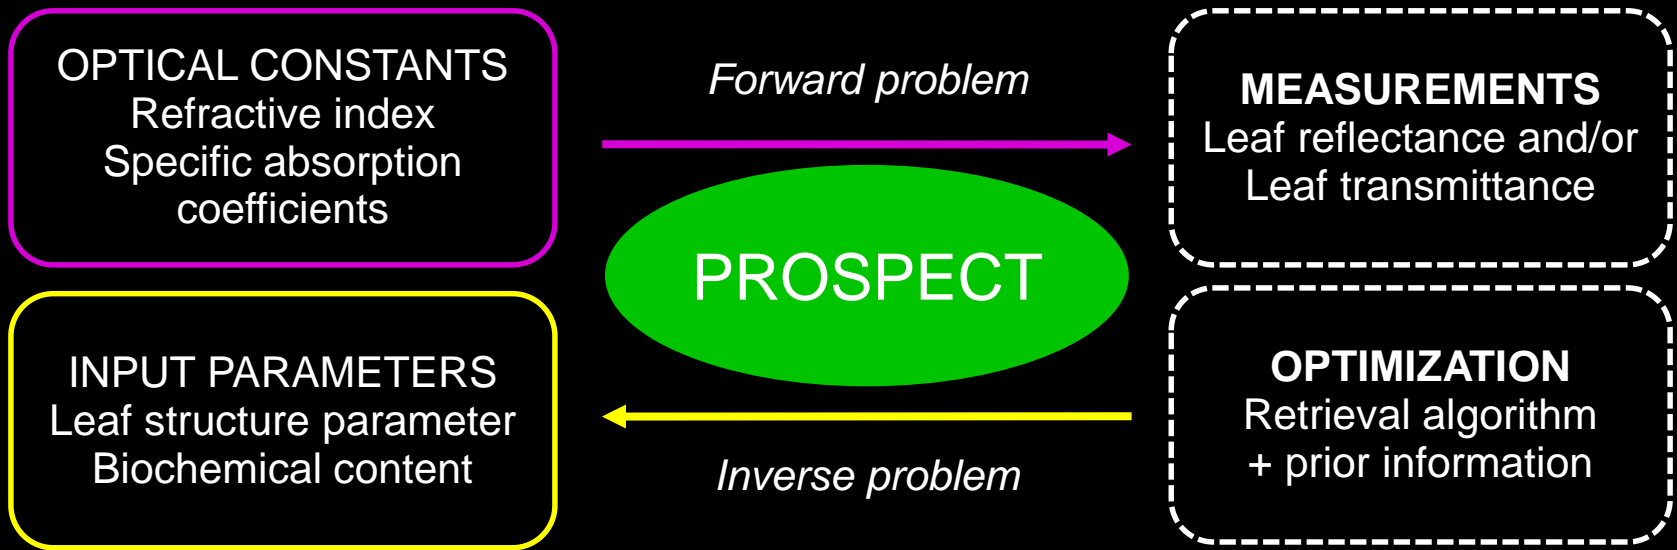 OPTICAL CONSTANTS
Refractive index
Specific absorption
coefficients
Forward problem
MEASUREMENTS
Leaf reflectance and/or
Leaf transmittance
PROSPECT
INPUT PARAMETERS
Leaf structure parameter
Biochemical content
Inverse problem
OPTIMIZATION
Retrieval algorithm
+ prior information